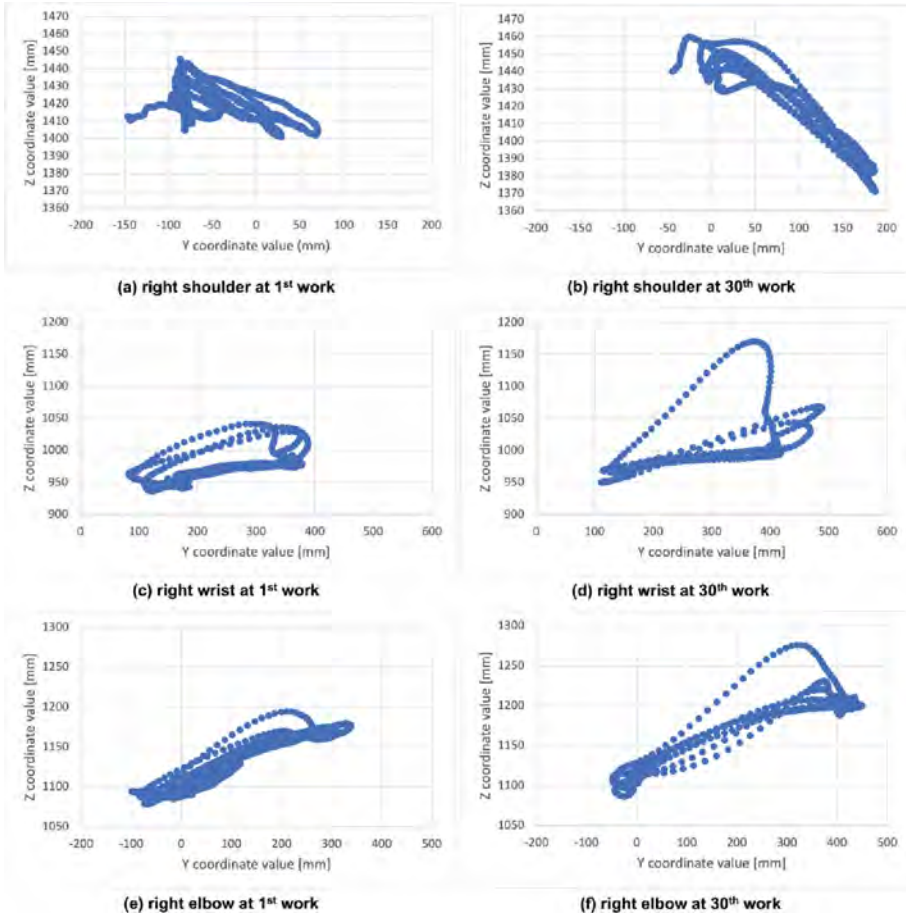 1470
1460
1450
1440
1430
1420
1410
1400
1390
1380
1370
1360
Z coordinate value [mm]
-200 -150 -100 -50 0 50 100 150 200
Y coordinate value (mm)
(a) right shoulder at 1st work
1470
1460
1450
1440
1430
1420
1410
1400
1390
1380
1370
1360
Z coordinate value [mm]
-200 -150 -100 -50 0 50 100 150 200
Y coordinate value [mm]
(b) right shoulder at 30th work
1200
1150
1100
1050
1000
950
900
Z coordinate value [mm]
0 100 200 300 400 500 600
Y coordinate value [mm]
(c) right wrist at 1st work
1200
1150
1100
1050
1000
950
900
Z coordinate value [mm]
0 100 200 300 400 500 600
Y coordinate value [mm]
(d) right wrist at 30th work
1300
1250
1200
1150
1100
1050
Z coordinate value [mm]
-200 -100 0 100 200 300 400 500
Y coordinate value [mm]
(e) right elbow at 1st work
1300
1250
1200
1150
1100
1050
Z coordinate value [mm]
-200 -100 0 100 200 300 400 500
Y coordinate value [mm]
(f) right elbow at 30th work